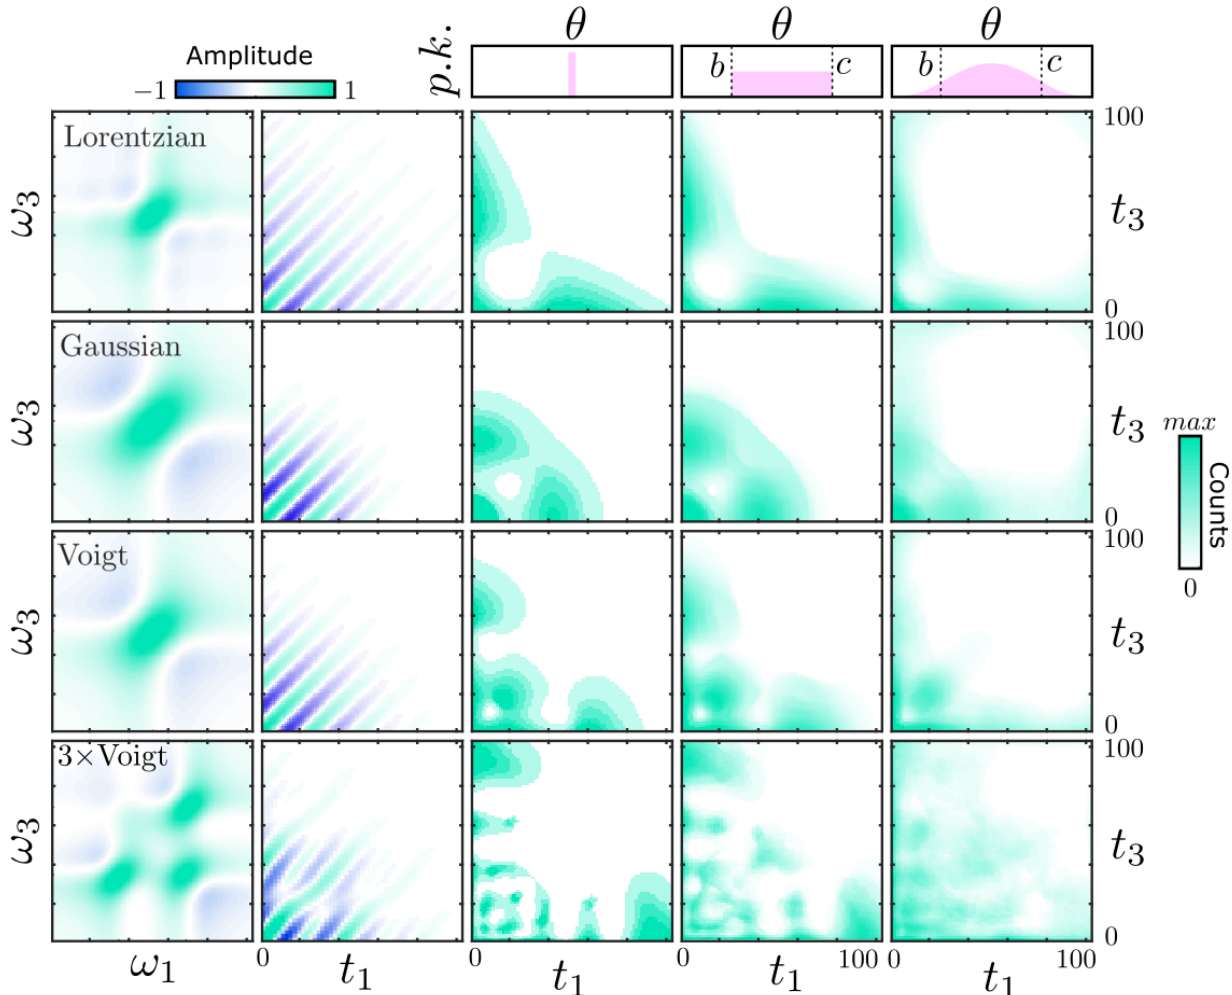 Amplitude
−1 1
p.k.
θ θ θ
b c b c
Lorentzian
ω3
100
t3
0
Gaussian
ω3
100
t3
0
max
Counts
0
Voigt
ω3
100
t3
0
3×Voigt
ω3
100
t3
0
ω1
0 t1
t1
0 t1 100
0 t1 100